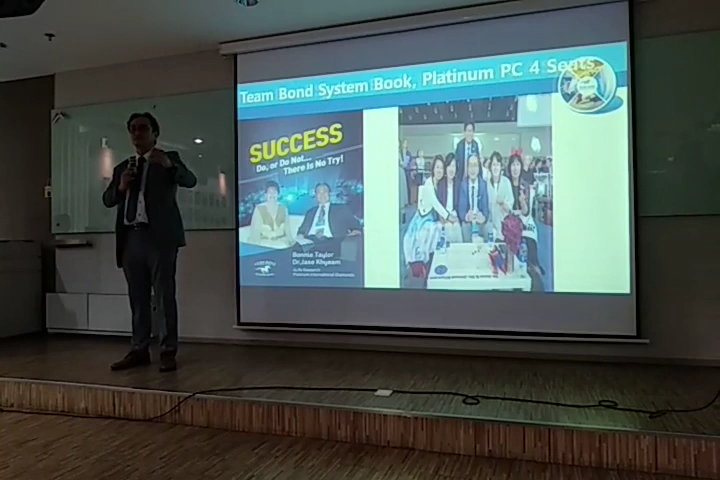 Team Bond System Book, Platinum PC 4 Seats
SUCCESS
Do, or Do Not...
There Is No Try!
Bonnie Taylor
Dr.Jase Khyeam